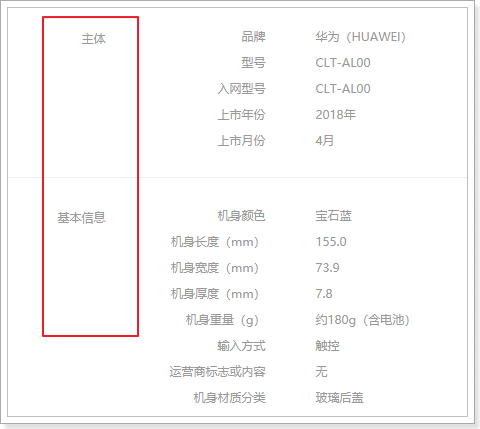 主体 品牌 华为（HUAWEI）
型号 CLT-AL00
入网型号 CLT-AL00
上市年份 2018年
上市月份 4月
基本信息 机身颜色 宝石蓝
机身长度（mm） 155.0
机身宽度（mm） 73.9
机身厚度（mm） 7.8
机身重量（g） 约180g（含电池）
输入方式 触控
运营商标志或内容 无
机身材质分类 玻璃后盖